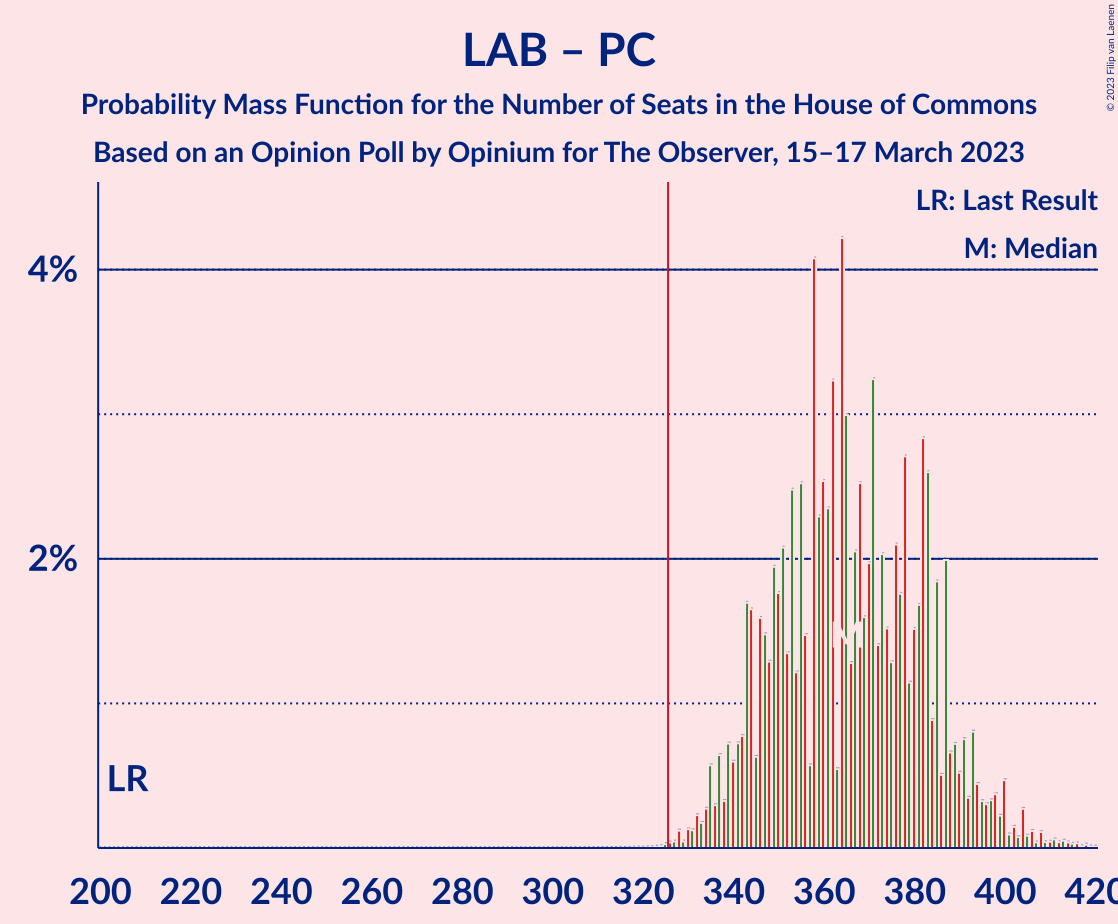 LAB – PC
Probability Mass Function for the Number of Seats in the House of Commons
Based on an Opinion Poll by Opinium for The Observer, 15–17 March 2023
© 2023 Filip van Laenen
LR: Last Result
M: Median
4%
2%
LR
M
200 220 240 260 280 300 320 340 360 380 400 420